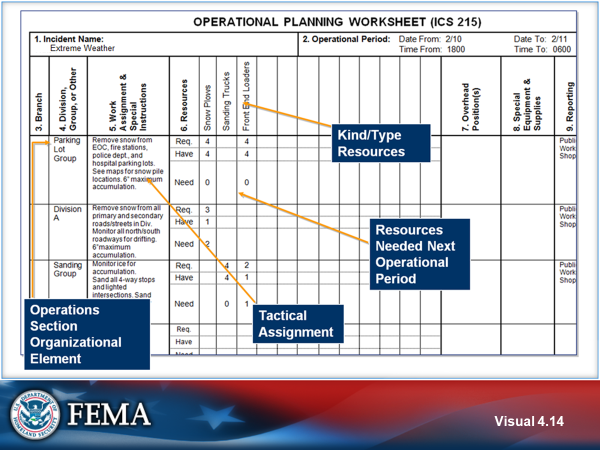 OPERATIONAL PLANNING WORKSHEET (ICS 215)
1. Incident Name:
Extreme Weather
2. Operational Period: Date From: 2/10 Date To: 2/11
Time From: 1800 Time To: 0600
3. Branch
4. Division,
Group, or Other
5. Work
Assignment &
Special
Instructions
6. Resources
Snow Plows
Sanding Trucks
Front End Loaders
7. Overhead
Position(s)
8. Special
Equipment &
Supplies
9. Reporting
Parking
Lot
Group
Remove snow from
EOC, fire stations,
police dept., and
hospital parking lots.
See maps for snow pile
locations. 6" maximum
accumulation.
Req. 4 4
Have 4 4
Need 0 0
Publi
Work
Shop
Division
A
Remove snow from all
primary and secondary
roads/streets in Div.
Monitor all north/south
roadways for drifting.
6"maximum
accumulation.
Req. 3
Have 1
Need 2
Publi
Work
Shop
Sanding
Group
Monitor ice for
accumulation.
Sand all 4-way stops
and lighted
intersections. Sand
Req. 4 2
Have 4 1
Need 0 1
Publi
Work
Shop
Req.
Have
Need
Kind/Type
Resources
Resources
Needed Next
Operational
Period
Tactical
Assignment
Operations
Section
Organizational
Element
U.S. DEPARTMENT OF
HOMELAND SECURITY
FEMA
Visual 4.14